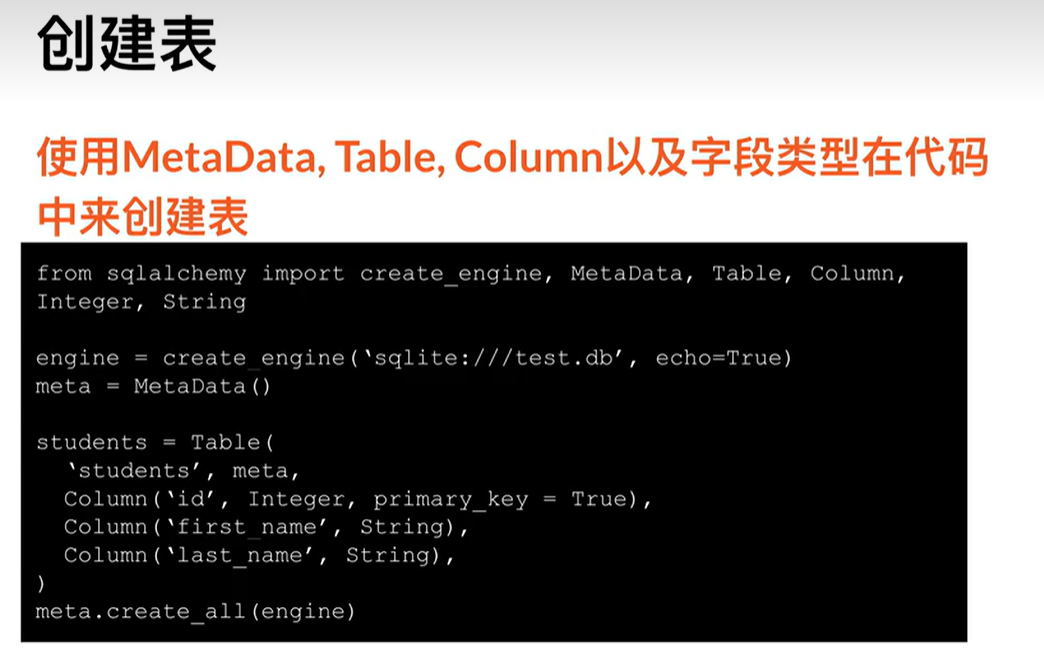 创建表
使用MetaData, Table, Column以及字段类型在代码
中来创建表
from sqlalchemy import create_engine, MetaData, Table, Column,
Integer, String
engine = create_engine(‘sqlite:///test.db’, echo=True)
meta = MetaData()
students = Table(
‘students’, meta,
Column(‘id’, Integer, primary_key = True),
Column(‘first_name’, String),
Column(‘last_name’, String),
)
meta.create_all(engine)